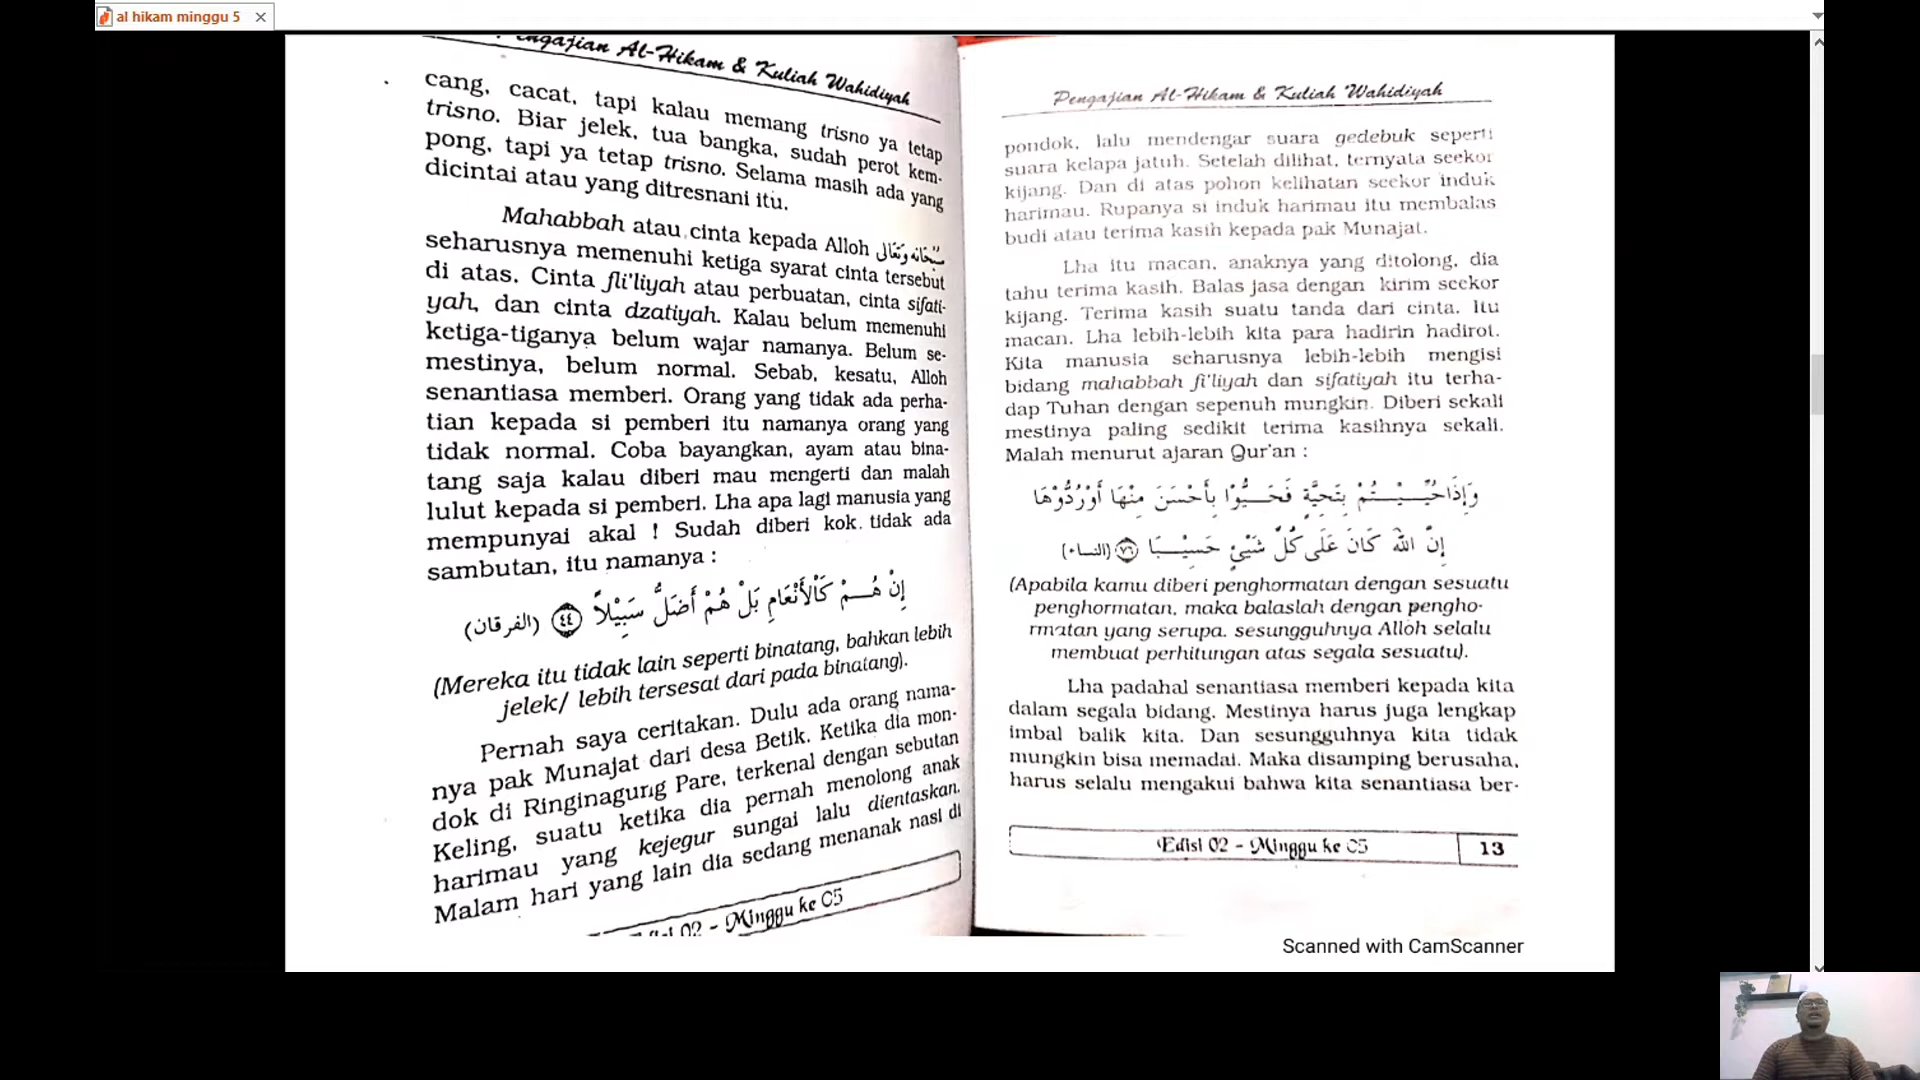 al hikam minggu 5
Pengajian Al-Hikam & Kuliah Wahidiyah
cang, cacat, tapi kalau memang trisno ya tetap
trisno. Biar jelek, tua bangka, sudah perot kem-
pong, tapi ya tetap trisno. Selama masih ada yang
dicintai atau yang ditresnani itu.
Mahabbah atau cinta kepada Alloh سُبْحَانَهُ وَتَعَالَى
seharusnya memenuhi ketiga syarat cinta tersebut
di atas. Cinta fli'liyah atau perbuatan, cinta sifati-
yah, dan cinta dzatiyah. Kalau belum memenuhi
ketiga-tiganya belum wajar namanya. Belum se-
mestinya, belum normal. Sebab, kesatu, Alloh
senantiasa memberi. Orang yang tidak ada perha-
tian kepada si pemberi itu namanya orang yang
tidak normal. Coba bayangkan, ayam atau bina-
tang saja kalau diberi mau mengerti dan malah
lulut kepada si pemberi. Lha apa lagi manusia yang
mempunyai akal ! Sudah diberi kok tidak ada
sambutan, itu namanya :
إِنْ هُـــمْ كَالْأَنْعَامِ بَلْ هُمْ أَضَلُّ سَبِيْلاً ٤٤ (الفرقان)
(Mereka itu tidak lain seperti binatang, bahkan lebih
jelek/ lebih tersesat dari pada binatang).
Pernah saya ceritakan. Dulu ada orang nama-
nya pak Munajat dari desa Betik. Ketika dia mon-
dok di Ringinagung Pare, terkenal dengan sebutan
Keling, suatu ketika dia pernah menolong anak
harimau yang kejegur sungai lalu dientaskan.
Malam hari yang lain dia sedang menanak nasi di
02 - Minggu ke 05
Pengajian Al-Hikam & Kuliah Wahidiyah
pondok, lalu mendengar suara gedebuk seperti
suara kelapa jatuh. Setelah dilihat, ternyata seekor
kijang. Dan di atas pohon kelihatan seekor induk
harimau. Rupanya si induk harimau itu membalas
budi atau terima kasih kepada pak Munajat.
Lha itu macan, anaknya yang ditolong, dia
tahu terima kasih. Balas jasa dengan kirim seekor
kijang. Terima kasih suatu tanda dari cinta. Itu
macan. Lha lebih-lebih kita para hadirin hadirot.
Kita manusia seharusnya lebih-lebih mengisi
bidang mahabbah fi'liyah dan sifatiyah itu terha-
dap Tuhan dengan sepenuh mungkin. Diberi sekali
mestinya paling sedikit terima kasihnya sekali.
Malah menurut ajaran Qur'an :
وَإِذَا حُيِّـــيْـــتُمْ بِتَحِيَّةٍ فَحَـــيُّوْا بِأَحْسَنَ مِنْهَا أَوْرُدُّوْهَا
إِنَّ اللهَ كَانَ عَلَى كُلِّ شَيْئٍ حَسِيْـــبًا ٧٦ (النساء)
(Apabila kamu diberi penghormatan dengan sesuatu
penghormatan, maka balaslah dengan pengho-
rmatan yang serupa. sesungguhnya Alloh selalu
membuat perhitungan atas segala sesuatu).
Lha padahal senantiasa memberi kepada kita
dalam segala bidang. Mestinya harus juga lengkap
imbal balik kita. Dan sesungguhnya kita tidak
mungkin bisa memadai. Maka disamping berusaha,
harus selalu mengakui bahwa kita senantiasa ber-
Edisi 02 - Minggu ke 05
13
Scanned with CamScanner